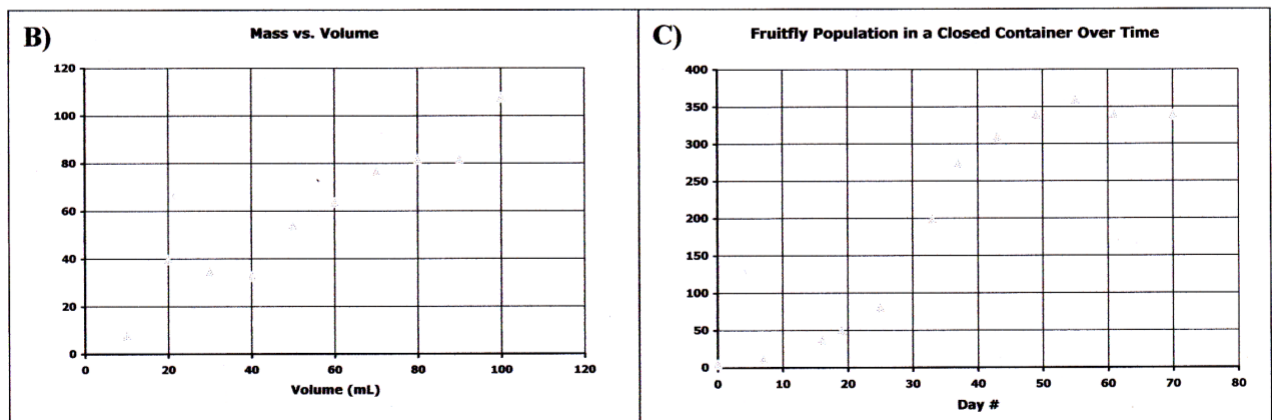 B)
Mass vs. Volume
120
100
80
60
40
20
0
0 20 40 60 80 100 120
Volume (mL)
C)
Fruitfly Population in a Closed Container Over Time
400
350
300
250
200
150
100
50
0
0 10 20 30 40 50 60 70 80
Day #